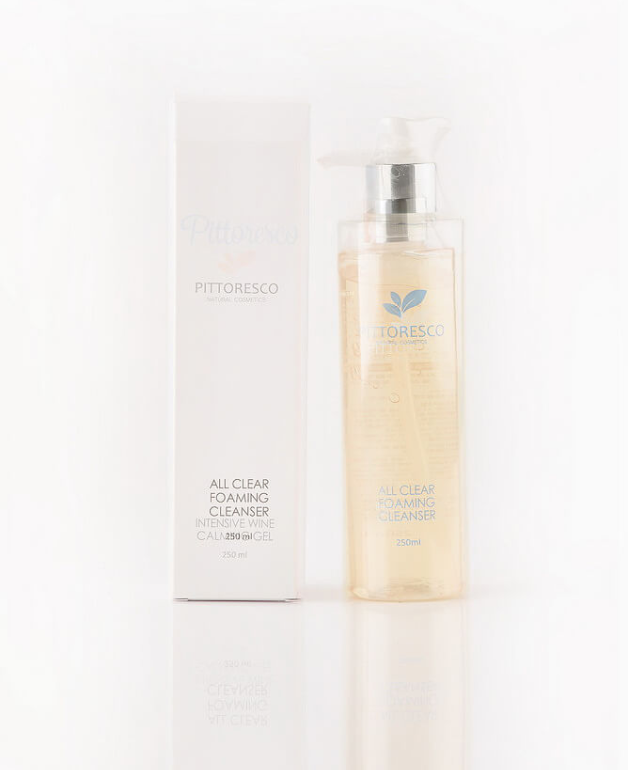 Pittoresco
PITTORESCO
NATURAL COSMETICS
ALL CLEAR
FOAMING
CLEANSER
INTENSIVE WINE
250 ml
GEL
250 ml
PITTORESCO
NATURAL COSMETICS
ALL CLEAR
FOAMING
CLEANSER
250ml